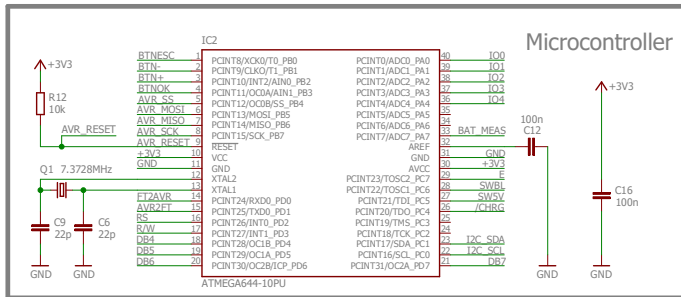 Microcontroller
IC2
+3V3
R12
10k
AVR_RESET
Q1 7.3728MHz
C9
22p
C6
22p
GND
GND
BTNESC 1 PCINT8/XCK0/T0_PB0
BTN- 2 PCINT9/CLKO/T1_PB1
BTN+ 3 PCINT10/INT2/AIN0_PB2
BTNOK 4 PCINT11/OC0A/AIN1_PB3
AVR_SS 5 PCINT12/OC0B/SS_PB4
AVR_MOSI 6 PCINT13/MOSI_PB5
AVR_MISO 7 PCINT14/MISO_PB6
AVR_SCK 8 PCINT15/SCK_PB7
AVR_RESET 9 RESET
+3V3 10 VCC
GND 11 GND
12 XTAL2
13 XTAL1
FT2AVR 14 PCINT24/RXD0_PD0
AVR2FT 15 PCINT25/TXD0_PD1
RS 16 PCINT26/INT0_PD2
R/W 17 PCINT27/INT1_PD3
DB4 18 PCINT28/OC1B_PD4
DB5 19 PCINT29/OC1A_PD5
DB6 20 PCINT30/OC2B/ICP_PD6
PCINT0/ADC0_PA0 40 IO0
PCINT1/ADC1_PA1 39 IO1
PCINT2/ADC2_PA2 38 IO2
PCINT3/ADC3_PA3 37 IO3
PCINT4/ADC4_PA4 36 IO4
PCINT5/ADC5_PA5 35
PCINT6/ADC6_PA6 34
PCINT7/ADC7_PA7 33 BAT_MEAS
AREF 32
GND 31 GND
AVCC 30 +3V3
PCINT23/TOSC2_PC7 29 E
PCINT22/TOSC1_PC6 28 SWBL
PCINT21/TDI_PC5 27 SW5V
PCINT20/TDO_PC4 26 /CHRG
PCINT19/TMS_PC3 25
PCINT18/TCK_PC2 24
PCINT17/SDA_PC1 23 I2C_SDA
PCINT16/SCL_PC0 22 I2C_SCL
PCINT31/OC2A_PD7 21 DB7
ATMEGA644-10PU
100n
C12
GND
+3V3
C16
100n
GND